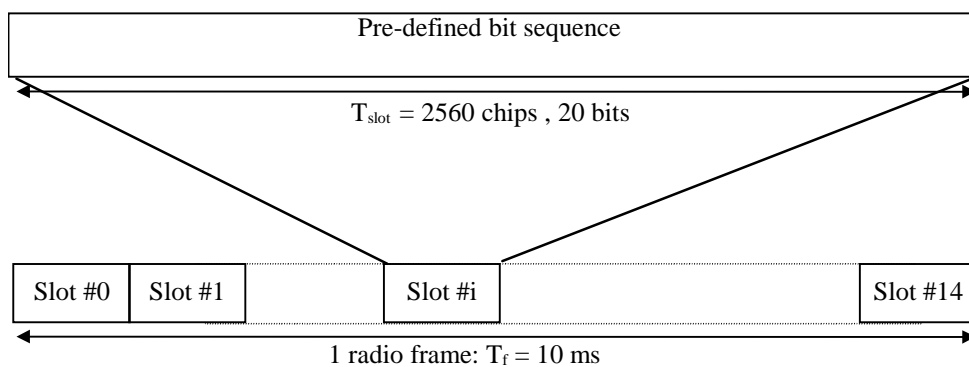 Pre-defined bit sequence
T_slot = 2560 chips , 20 bits
Slot #0 Slot #1 Slot #i Slot #14
1 radio frame: T_f = 10 ms